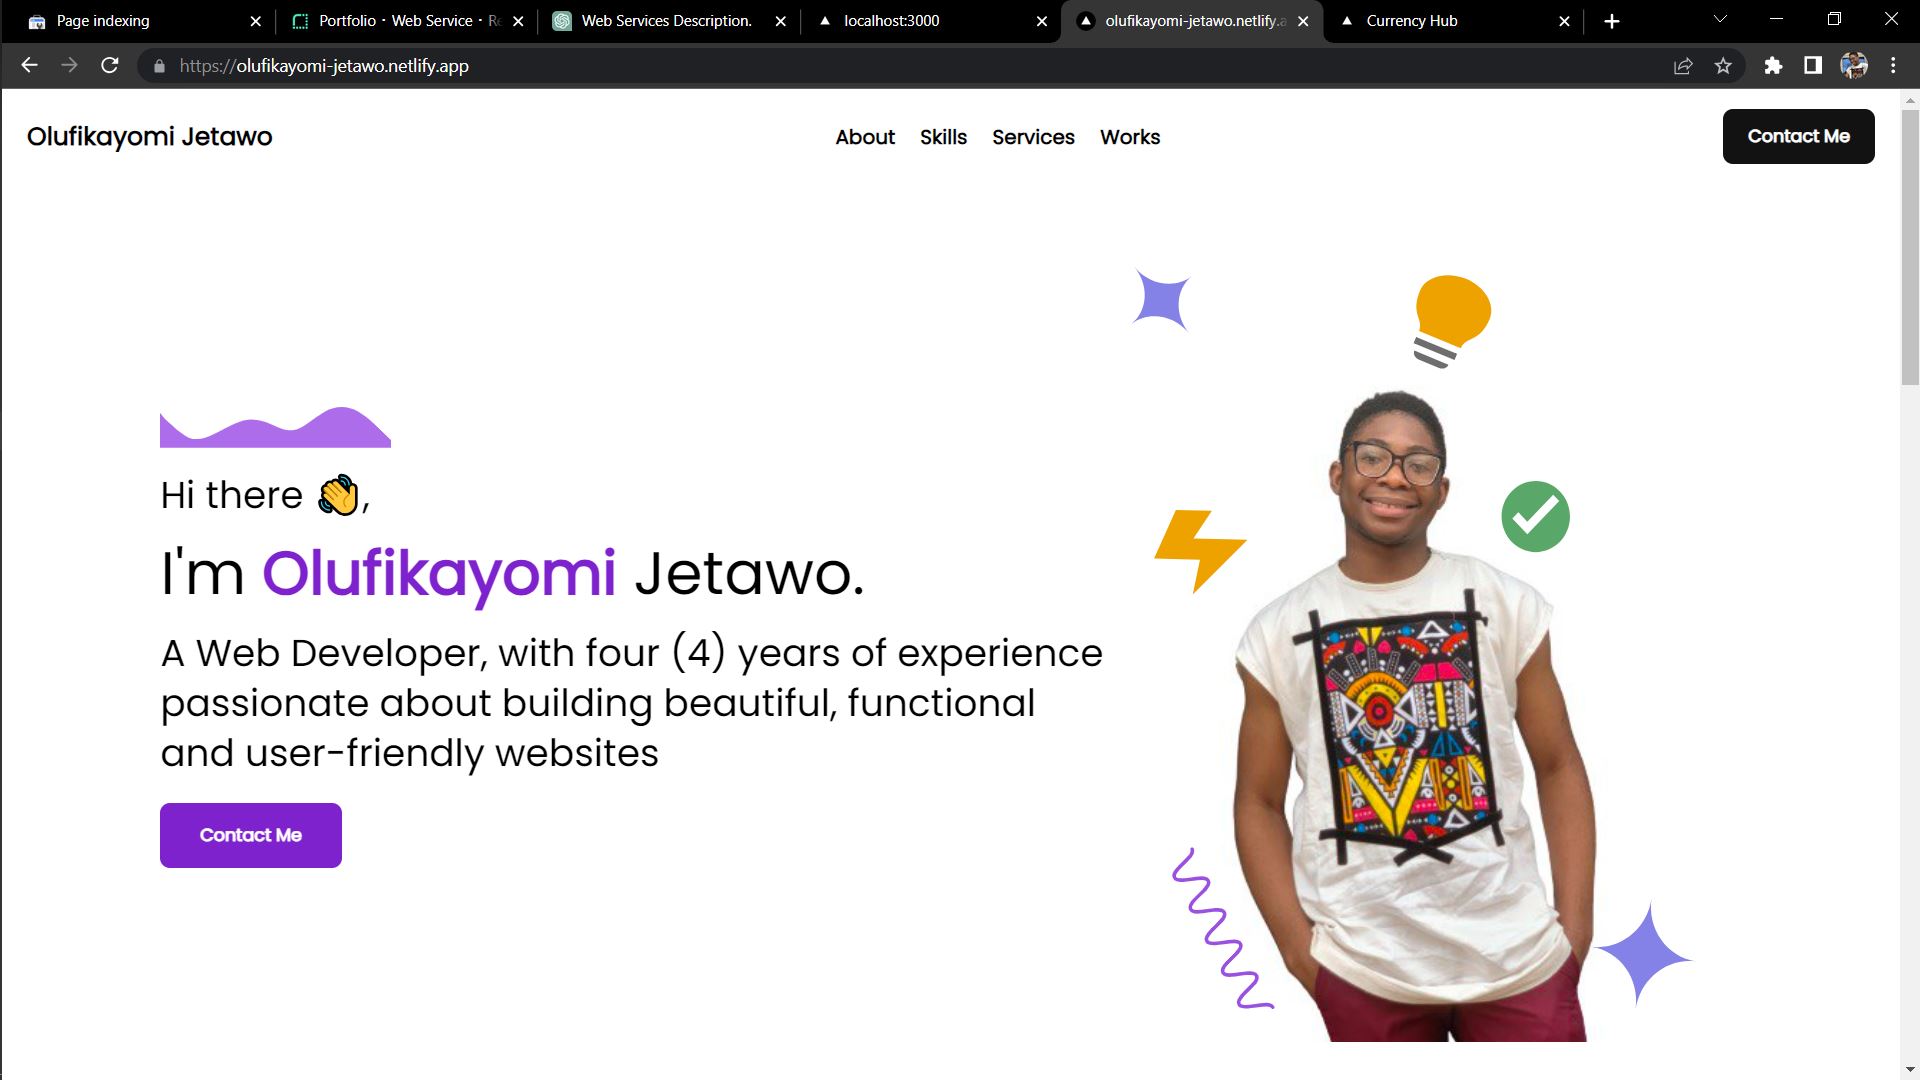 Page indexing
Portfolio · Web Service · Re
Web Services Description.
localhost:3000
olufikayomi-jetawo.netlify.a
Currency Hub
https://olufikayomi-jetawo.netlify.app
Olufikayomi Jetawo
About
Skills
Services
Works
Contact Me
Hi there 👋,
I'm Olufikayomi Jetawo.
A Web Developer, with four (4) years of experience
passionate about building beautiful, functional
and user-friendly websites
Contact Me